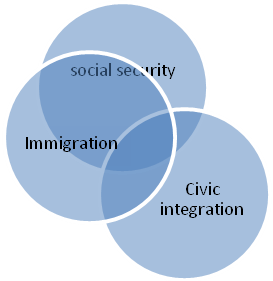 social security
Immigration
Civic
integration